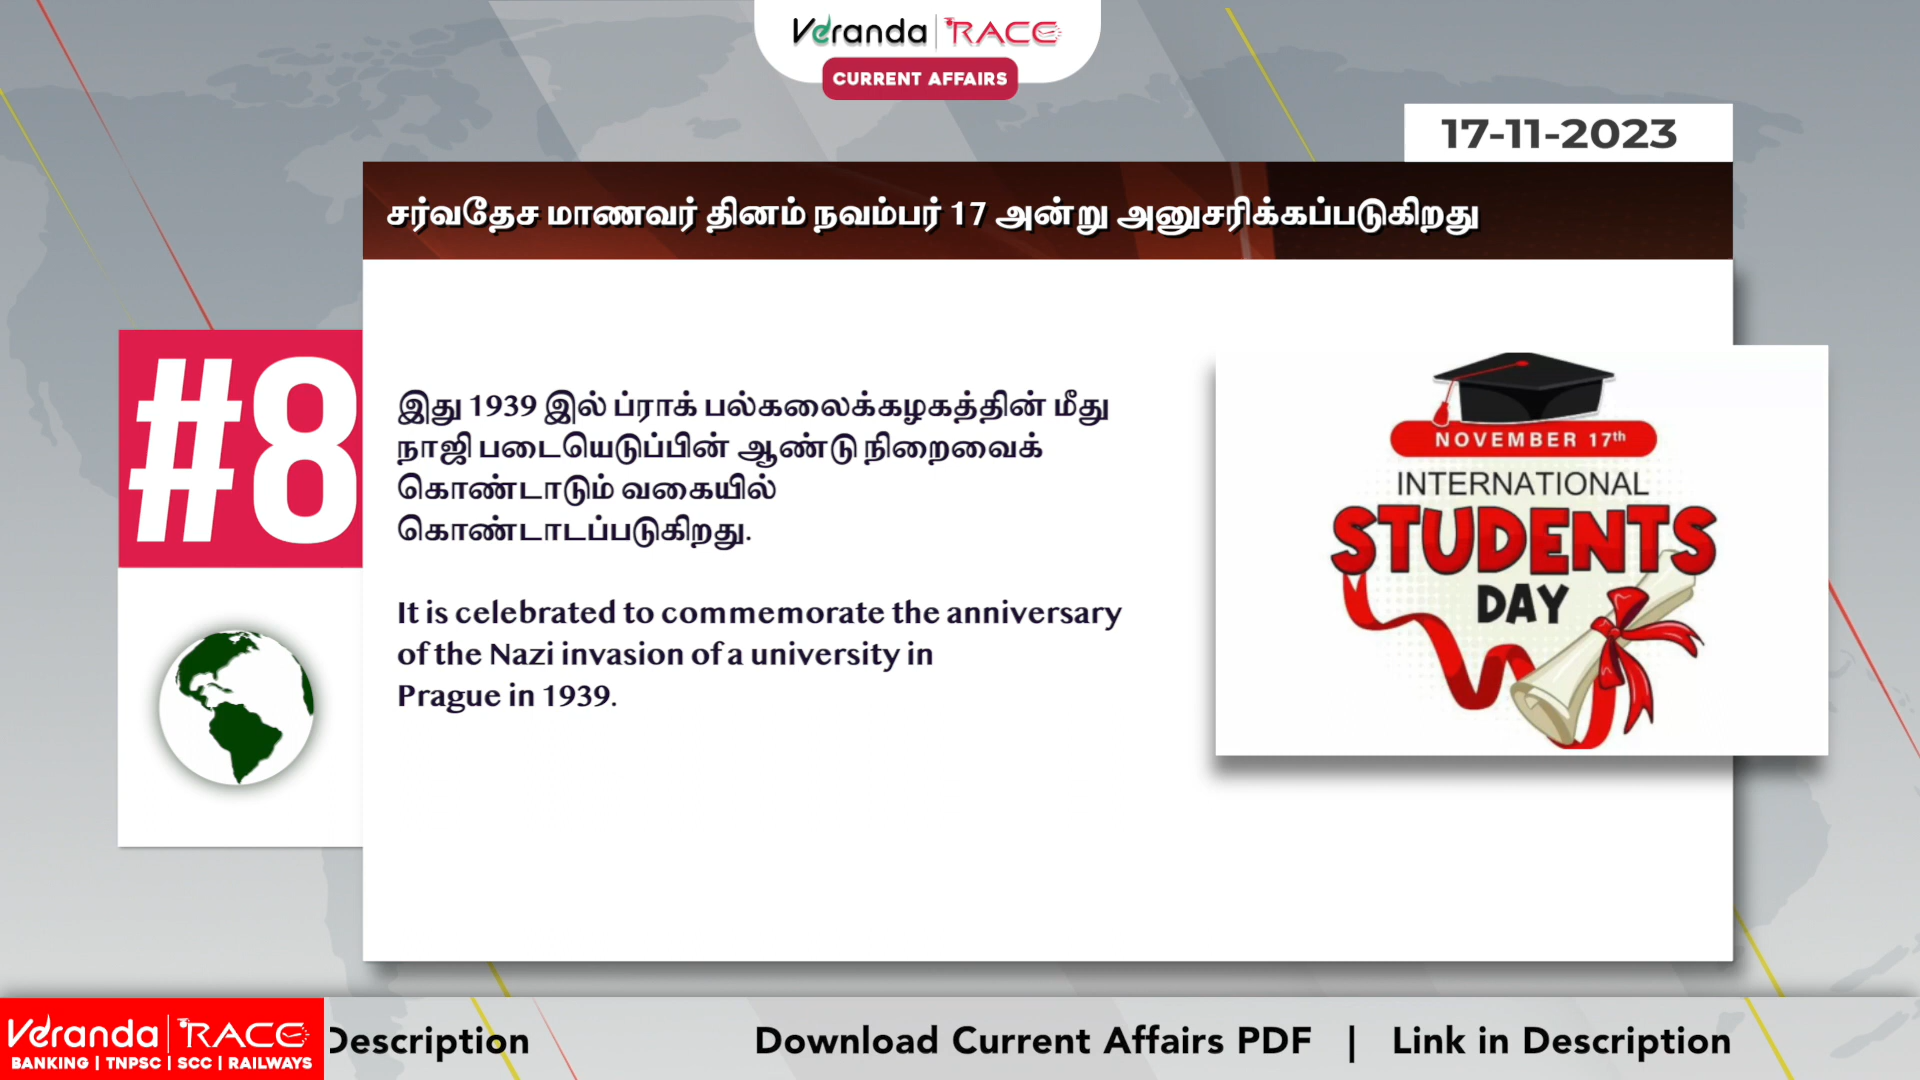 Veranda RACE
CURRENT AFFAIRS
17-11-2023
சர்வதேச மாணவர் தினம் நவம்பர் 17 அன்று அனுசரிக்கப்படுகிறது
#8
இது 1939 இல் ப்ராக் பல்கலைக்கழகத்தின் மீது
நாஜி படையெடுப்பின் ஆண்டு நிறைவைக்
கொண்டாடும் வகையில்
கொண்டாடப்படுகிறது.
It is celebrated to commemorate the anniversary
of the Nazi invasion of a university in
Prague in 1939.
NOVEMBER 17th
INTERNATIONAL
STUDENTS
DAY
Veranda RACE
BANKING | TNPSC | SCC | RAILWAYS
Description Download Current Affairs PDF | Link in Description